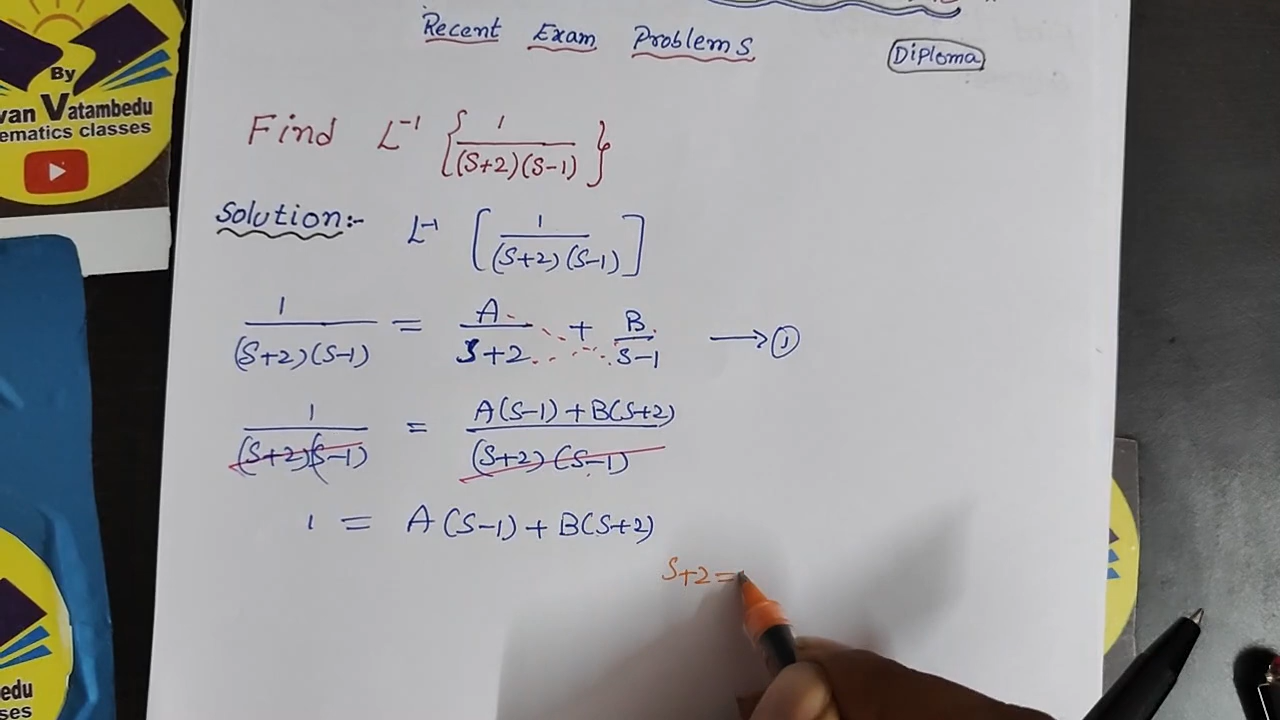 Recent Exam Problems
Diploma
By
van Vatambedu
ematics classes
Find L⁻¹ {1/((S+2)(S-1))}
Solution:- L⁻¹ [1/((S+2)(S-1))]
1/((S+2)(S-1)) = A/(S+2) + B/(S-1) → ①
1/((S+2)(S-1)) = (A(S-1)+B(S+2))/((S+2)(S-1))
1 = A(S-1)+B(S+2)
S+2=
edu
ses